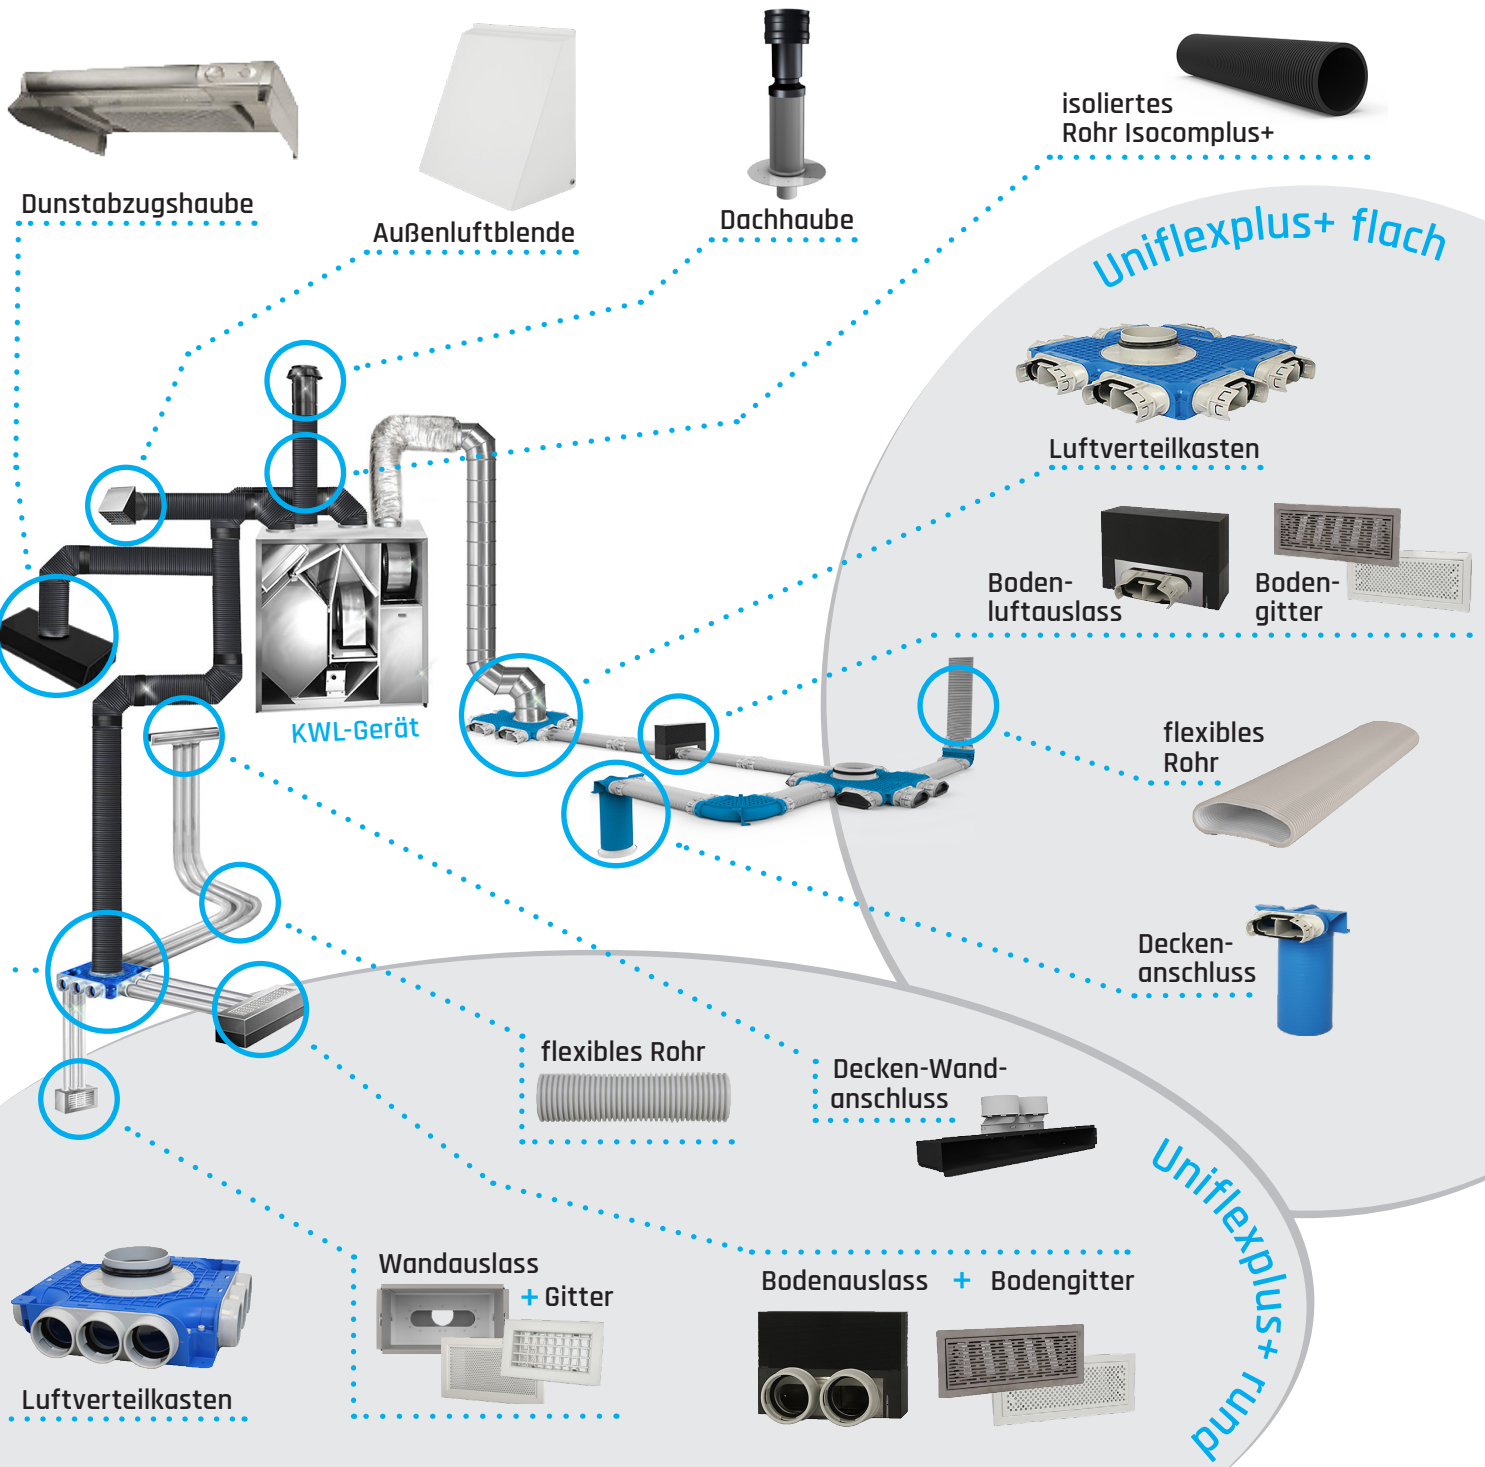 Dunstabzugshaube
Außenluftblende
Dachhaube
isoliertes
Rohr Isocomplus+
Uniflexplus+ flach
Luftverteilkasten
Boden-
luftauslass
Boden-
gitter
KWL-Gerät
flexibles
Rohr
Decken-
anschluss
flexibles Rohr
Decken-Wand-
anschluss
Uniflexplus+ rund
Wandauslass
+ Gitter
Bodenauslass + Bodengitter
Luftverteilkasten